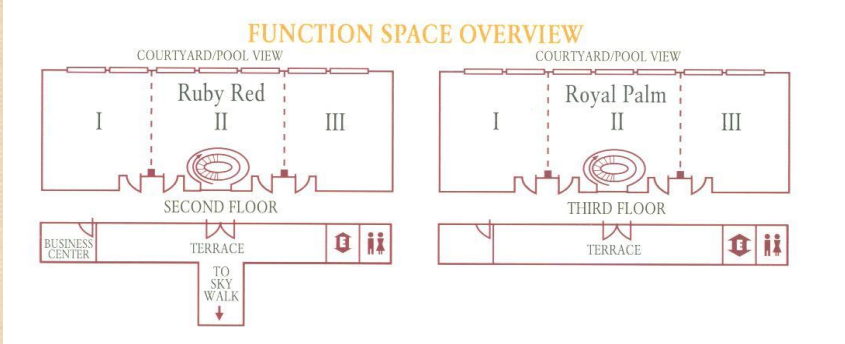 FUNCTION SPACE OVERVIEW
COURTYARD/POOL VIEW
Ruby Red
I II III
SECOND FLOOR
BUSINESS
CENTER
TERRACE
E
TO
SKY
WALK
COURTYARD/POOL VIEW
Royal Palm
I II III
THIRD FLOOR
TERRACE
E